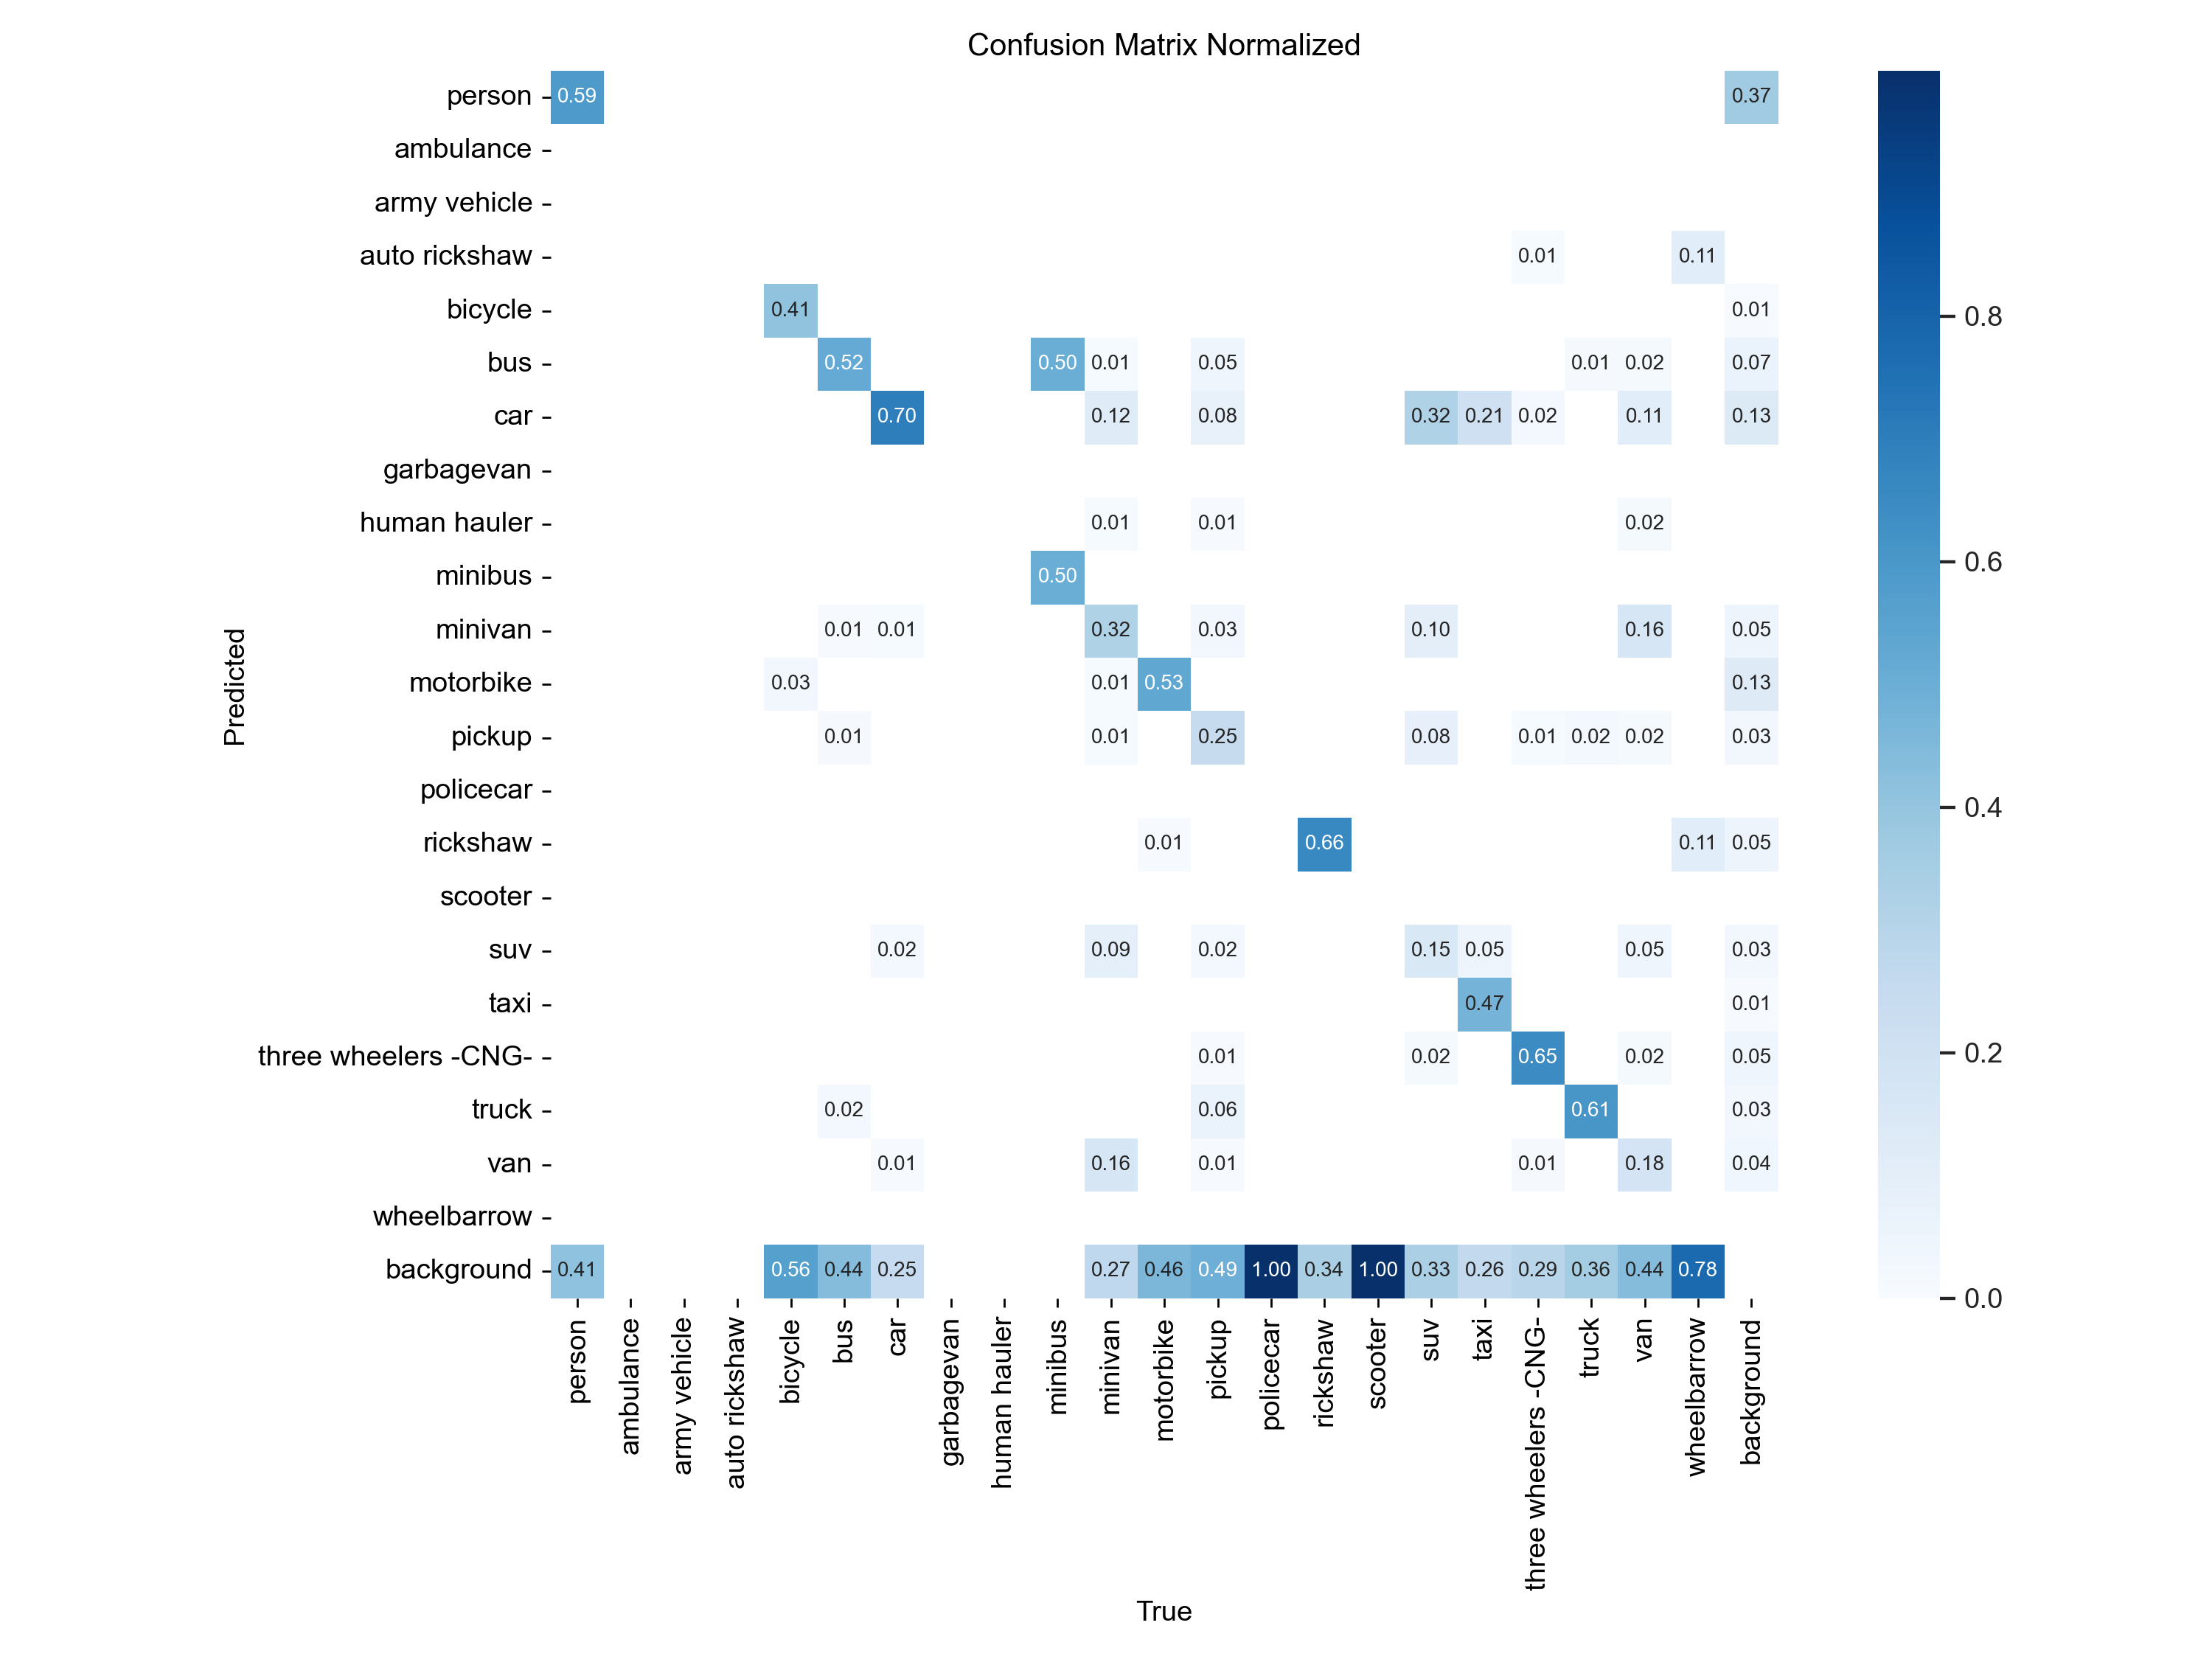 Confusion Matrix Normalized
person 0.59 0.37
ambulance
army vehicle
auto rickshaw 0.01 0.11
bicycle 0.41 0.01
0.8
bus 0.52 0.50 0.01 0.05 0.01 0.02 0.07
car 0.70 0.12 0.08 0.32 0.21 0.02 0.11 0.13
garbagevan
human hauler 0.01 0.01 0.02
0.6
minibus 0.50
minivan 0.01 0.01 0.32 0.03 0.10 0.16 0.05
Predicted
motorbike 0.03 0.01 0.53 0.13
pickup 0.01 0.01 0.25 0.08 0.01 0.02 0.02 0.03
policecar
0.4
rickshaw 0.01 0.66 0.11 0.05
scooter
suv 0.02 0.09 0.02 0.15 0.05 0.05 0.03
taxi 0.47 0.01
three wheelers -CNG- 0.01 0.02 0.65 0.02 0.05
0.2
truck 0.02 0.06 0.61 0.03
van 0.01 0.16 0.01 0.01 0.18 0.04
wheelbarrow
background 0.41 0.56 0.44 0.25 0.27 0.46 0.49 1.00 0.34 1.00 0.33 0.26 0.29 0.36 0.44 0.78
0.0
person
ambulance
army vehicle
auto rickshaw
bicycle
bus
car
garbagevan
human hauler
minibus
minivan
motorbike
pickup
policecar
rickshaw
scooter
suv
taxi
three wheelers -CNG-
truck
van
wheelbarrow
background
True